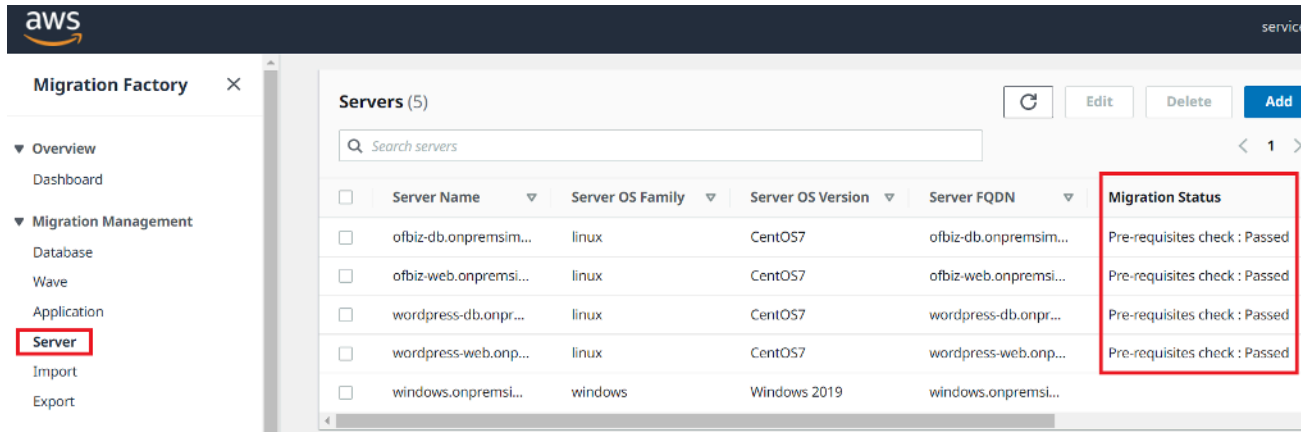 aws
service
Migration Factory
Overview
Dashboard
Migration Management
Database
Wave
Application
Server
Import
Export
Servers (5)
Edit Delete Add
Search servers
1
Server Name Server OS Family Server OS Version Server FQDN Migration Status
ofbiz-db.onpremsim... linux CentOS7 ofbiz-db.onpremsim... Pre-requisites check : Passed
ofbiz-web.onpremsi... linux CentOS7 ofbiz-web.onpremsi... Pre-requisites check : Passed
wordpress-db.onpr... linux CentOS7 wordpress-db.onpr... Pre-requisites check : Passed
wordpress-web.onp... linux CentOS7 wordpress-web.onp... Pre-requisites check : Passed
windows.onpremsi... windows Windows 2019 windows.onpremsi...